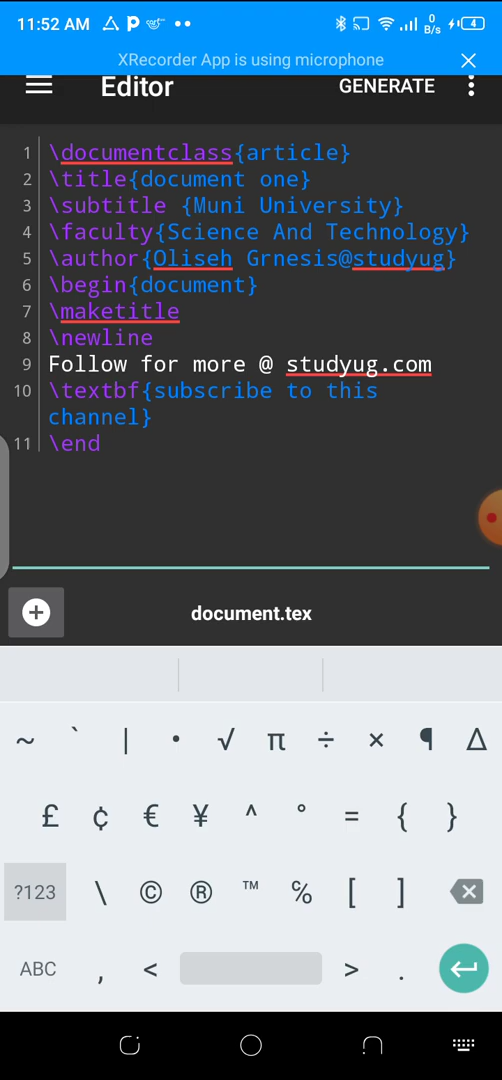 11:52 AM 0 B/s 4
XRecorder App is using microphone
Editor GENERATE
1 \documentclass{article}
2 \title{document one}
3 \subtitle {Muni University}
4 \faculty{Science And Technology}
5 \author{Oliseh Grnesis@studyug}
6 \begin{document}
7 \maketitle
8 \newline
9 Follow for more @ studyug.com
10 \textbf{subscribe to this
channel}
11 \end
document.tex
~ ` | • √ π ÷ × ¶ Δ
£ ¢ € ¥ ^ ° = { }
?123 \ © ® ™ ℅ [ ]
ABC , < > .